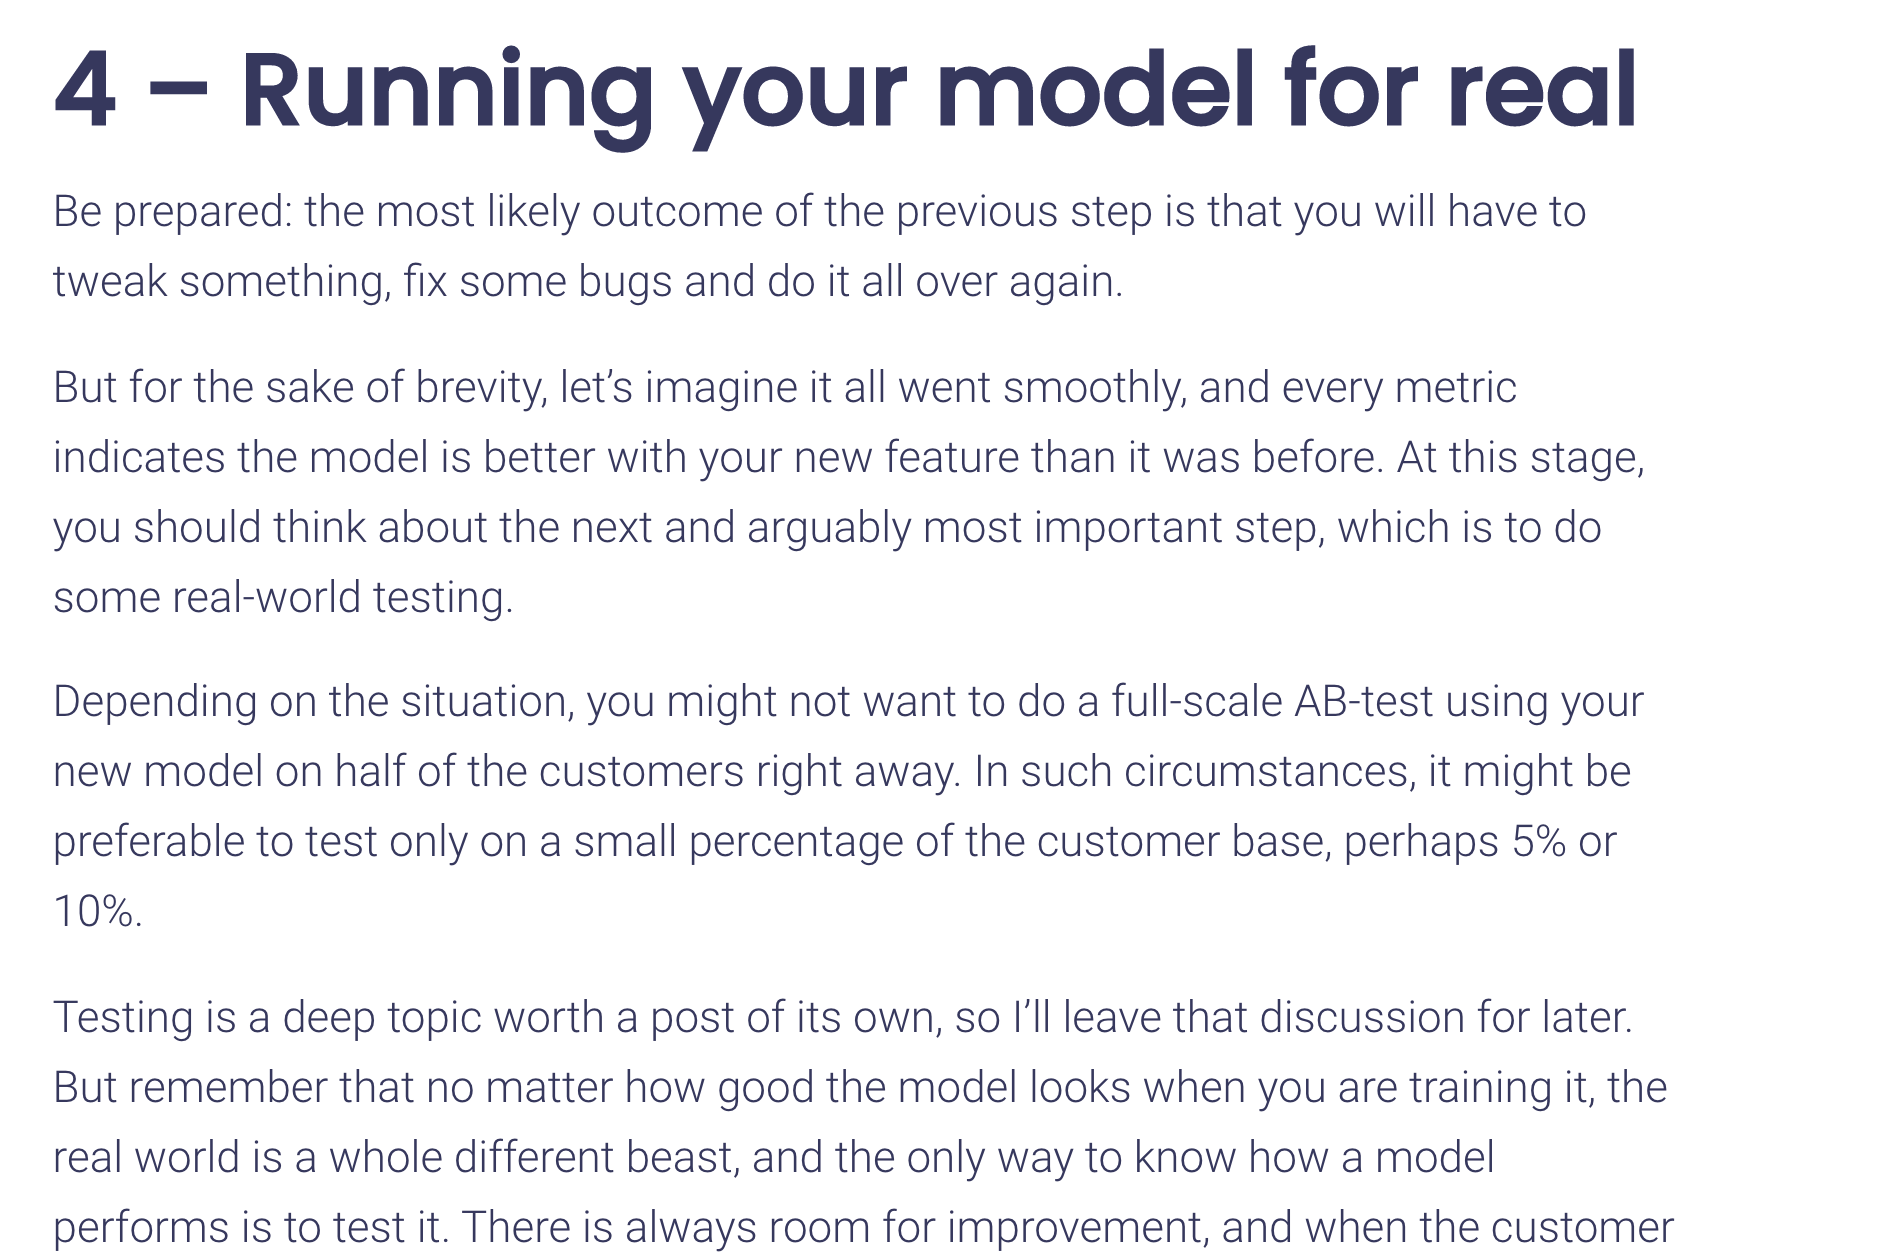 4 – Running your model for real
Be prepared: the most likely outcome of the previous step is that you will have to
tweak something, fix some bugs and do it all over again.
But for the sake of brevity, let’s imagine it all went smoothly, and every metric
indicates the model is better with your new feature than it was before. At this stage,
you should think about the next and arguably most important step, which is to do
some real-world testing.
Depending on the situation, you might not want to do a full-scale AB-test using your
new model on half of the customers right away. In such circumstances, it might be
preferable to test only on a small percentage of the customer base, perhaps 5% or
10%.
Testing is a deep topic worth a post of its own, so I’ll leave that discussion for later.
But remember that no matter how good the model looks when you are training it, the
real world is a whole different beast, and the only way to know how a model
performs is to test it. There is always room for improvement, and when the customer